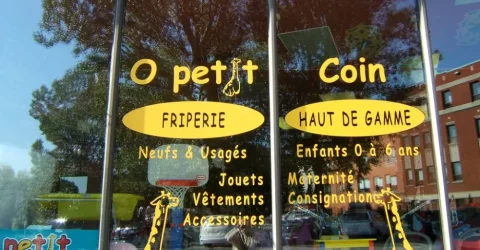 O petit Coin
FRIPERIE HAUT DE GAMME
Neufs & Usagés Enfants 0 à 6 ans
Jouets Maternité
Vêtements Consignation
Accessoires
petit